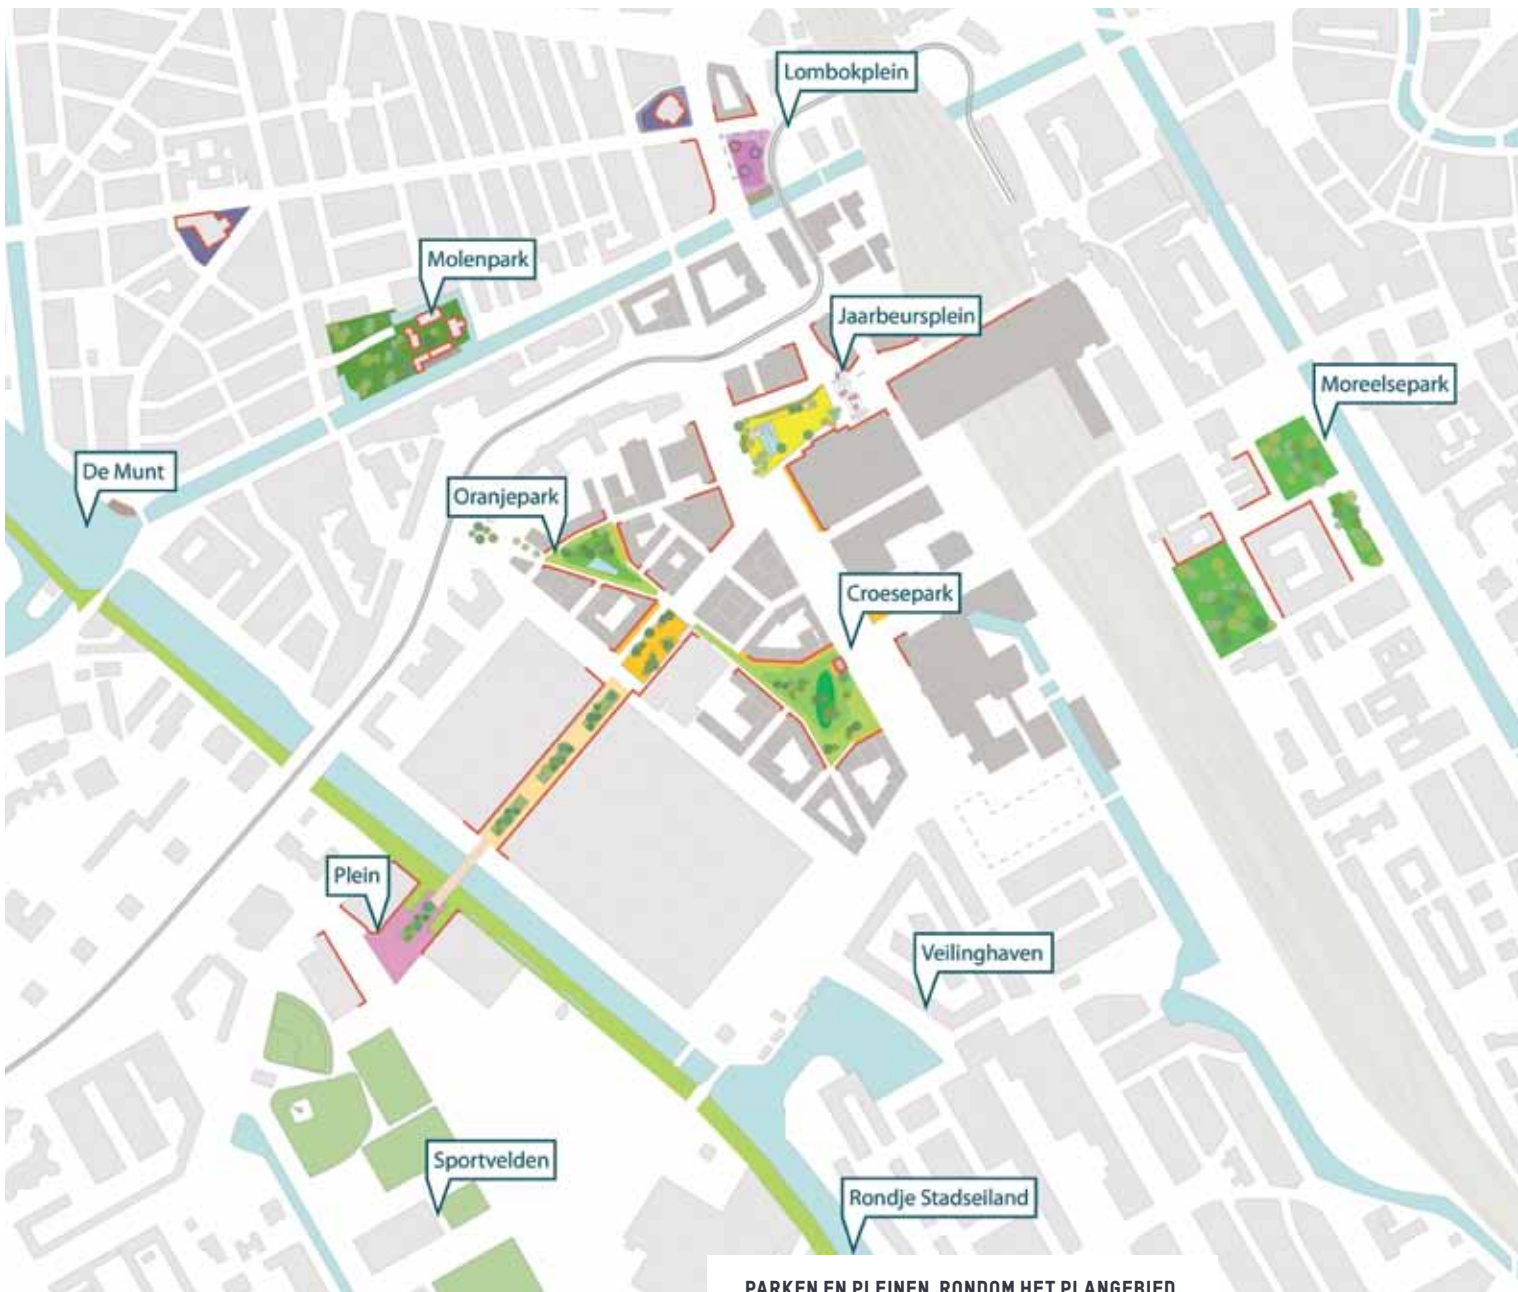 Lombokplein
Molenpark
Jaarbeursplein
Moreelsepark
De Munt
Oranjepark
Croesepark
Plein
Veilinghaven
Sportvelden
Rondje Stadseiland
PARKEN EN PLEINEN RONDOM HET PLANGEBIED